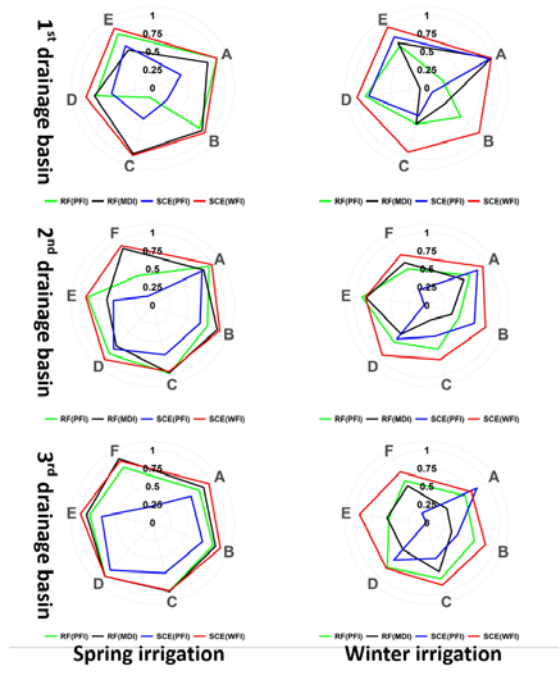 1st drainage basin
E
1
0.75
0.5
0.25
0
A
B
C
D
RF(PFI) RF(MDI) SCE(PFI) SCE(WFI)
E
1
0.75
0.5
0.25
0
A
B
C
D
RF(PFI) RF(MDI) SCE(PFI) SCE(WFI)
2nd drainage basin
F
1
0.75
0.5
0.25
0
A
B
C
D
E
RF(PFI) RF(MDI) SCE(PFI) SCE(WFI)
F
1
0.75
0.5
0.25
0
A
B
C
D
E
RF(PFI) RF(MDI) SCE(PFI) SCE(WFI)
3rd drainage basin
F
1
0.75
0.5
0.25
0
A
B
C
D
E
RF(PFI) RF(MDI) SCE(PFI) SCE(WFI)
F
1
0.75
0.5
0.25
0
A
B
C
D
E
RF(PFI) RF(MDI) SCE(PFI) SCE(WFI)
Spring irrigation
Winter irrigation